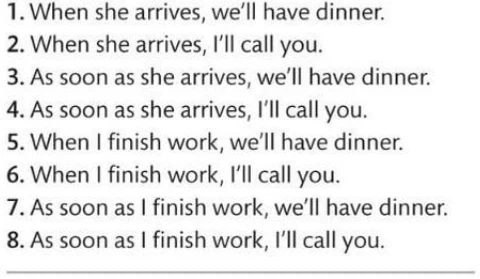 1. When she arrives, we'll have dinner.
2. When she arrives, I'll call you.
3. As soon as she arrives, we'll have dinner.
4. As soon as she arrives, I'll call you.
5. When I finish work, we'll have dinner.
6. When I finish work, I'll call you.
7. As soon as I finish work, we'll have dinner.
8. As soon as I finish work, I'll call you.